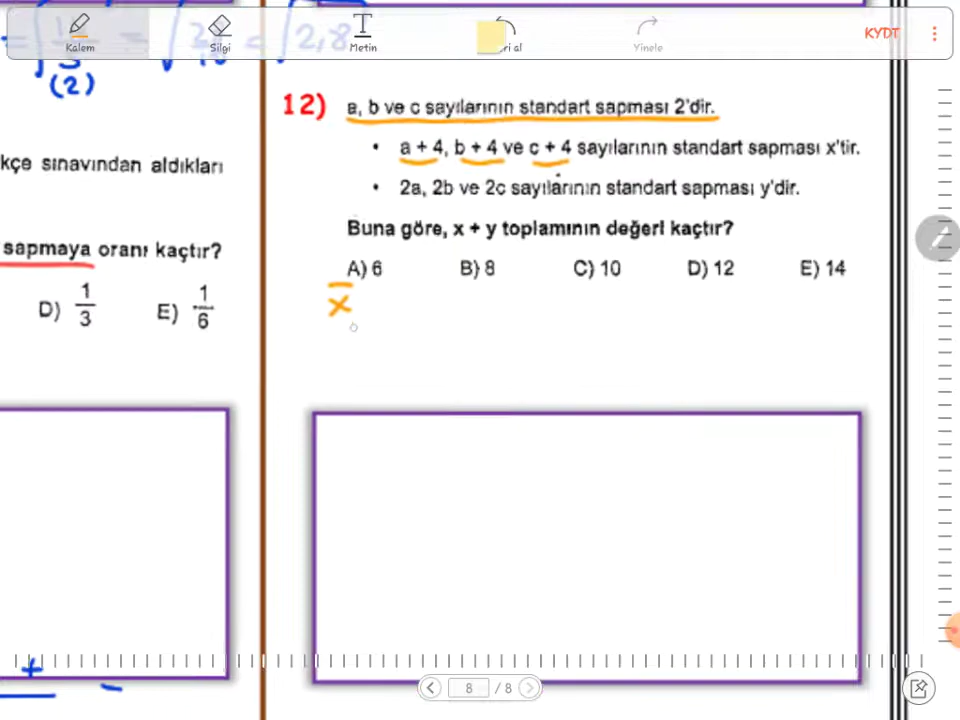 Kalem Silgi Metin eri al Yinele KYDT
2,8
(2)
12) a, b ve c sayılarının standart sapması 2'dir.
• a + 4, b + 4 ve c + 4 sayılarının standart sapması x'tir.
• 2a, 2b ve 2c sayılarının standart sapması y'dir.
Buna göre, x + y toplamının değeri kaçtır?
A) 6 B) 8 C) 10 D) 12 E) 14
x̄
kçe sınavından aldıkları
sapmaya oranı kaçtır?
D) 1/3 E) 1/6
+
8 / 8